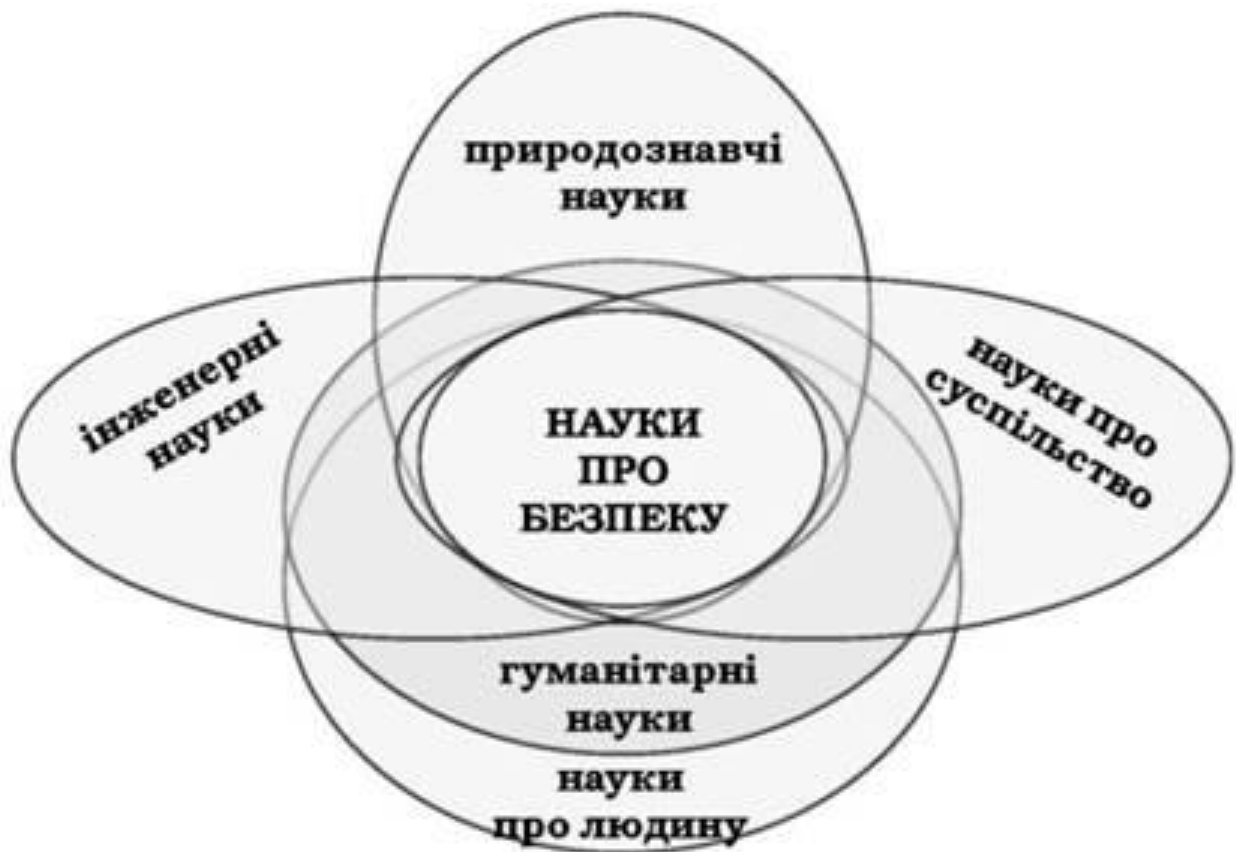 природознавчі
науки
інженерні
науки
науки про
суспільство
НАУКИ
ПРО
БЕЗПЕКУ
гуманітарні
науки
науки
про людину